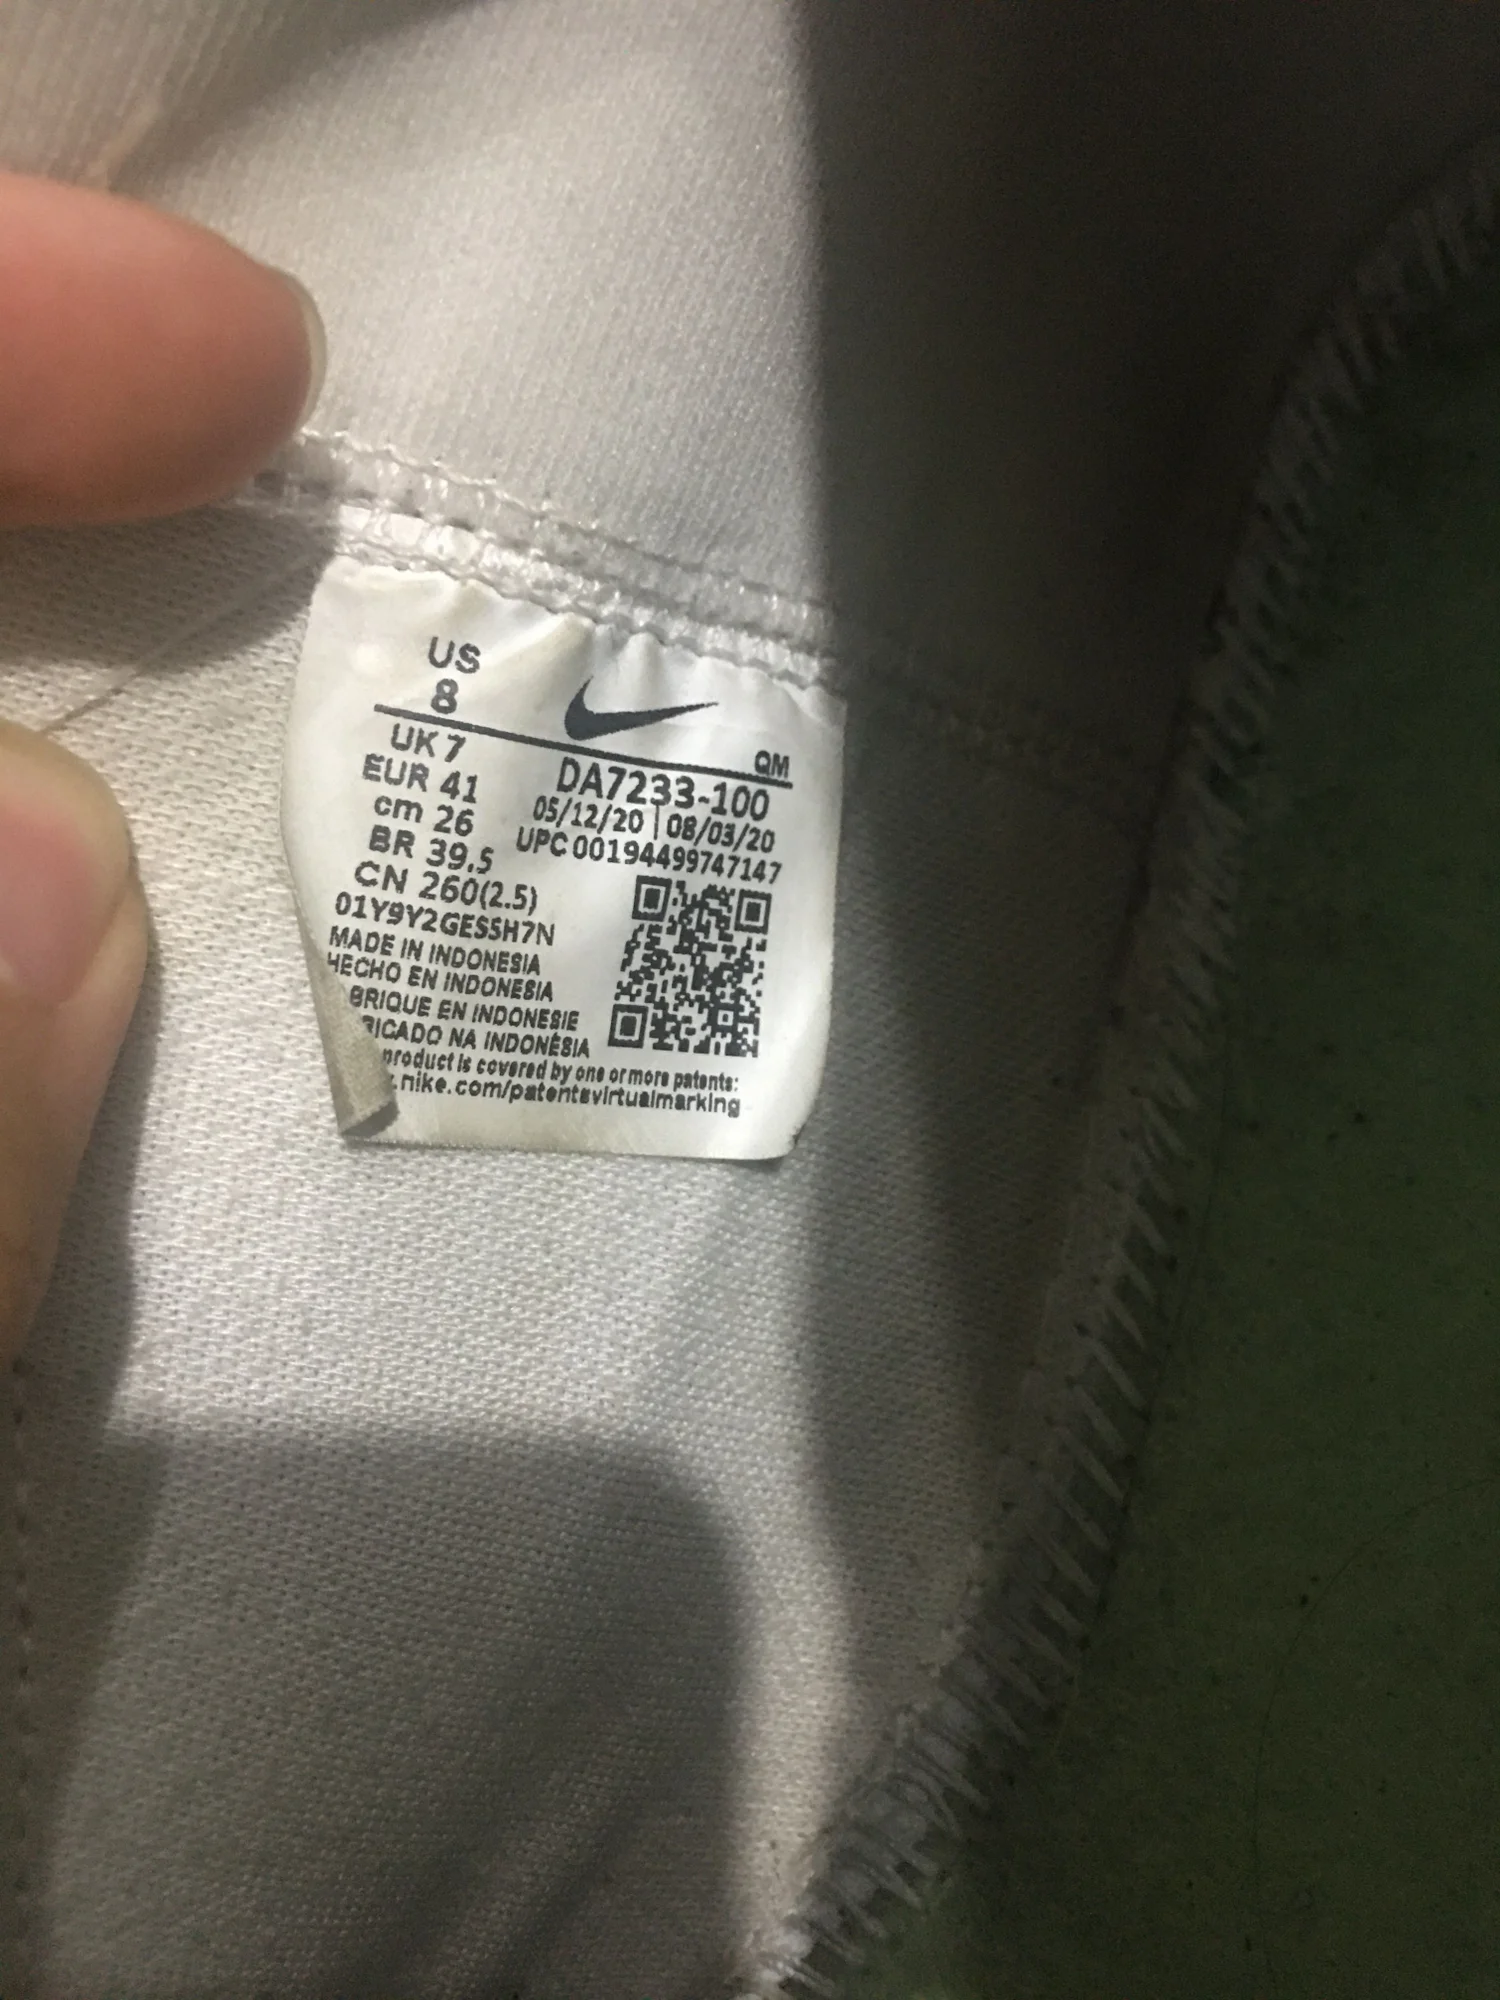 US
8
QM
UK 7
DA7233-100
EUR 41
05/12/20 | 08/03/20
cm 26
UPC 00194499747147
BR 39.5
CN 260(2.5)
01Y9Y2GESSH7N
MADE IN INDONESIA
HECHO EN INDONESIA
BRIQUE EN INDONESIE
RICADO NA INDONÉSIA
product is covered by one or more patents:
.nike.com/patentsvirtualmarking